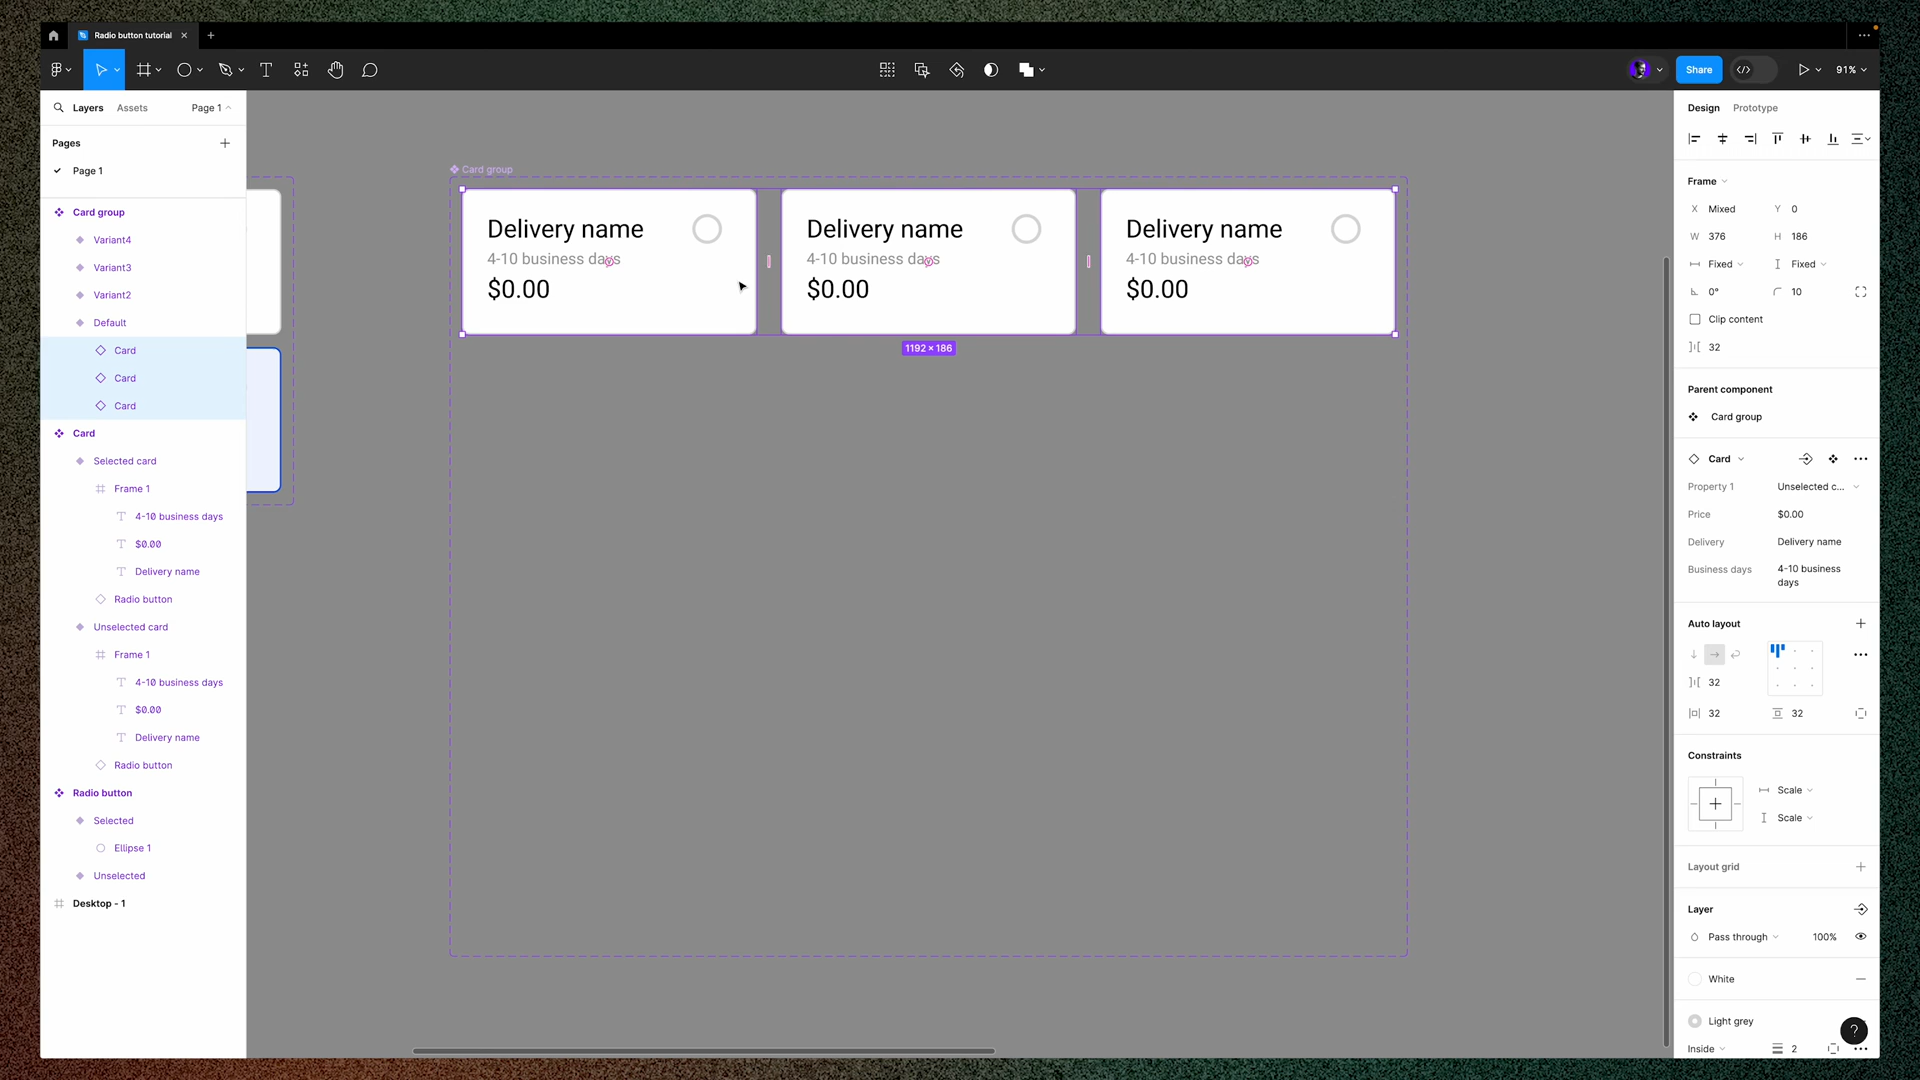 Radio button tutorial
Share
91%
Layers
Assets
Page 1
Pages
Page 1
Card group
Variant4
Variant3
Variant2
Default
Card
Card
Card
Card
Selected card
Frame 1
4-10 business days
$0.00
Delivery name
Radio button
Unselected card
Frame 1
4-10 business days
$0.00
Delivery name
Radio button
Radio button
Selected
Ellipse 1
Unselected
Desktop - 1
Card group
Delivery name
4-10 business days
$0.00
Delivery name
4-10 business days
$0.00
Delivery name
4-10 business days
$0.00
1192 × 186
Design
Prototype
Frame
X Mixed
Y 0
W 376
H 186
Fixed
Fixed
0°
10
Clip content
32
Parent component
Card group
Card
Property 1
Unselected c...
Price
$0.00
Delivery
Delivery name
Business days
4-10 business
days
Auto layout
32
32
32
Constraints
Scale
Scale
Layout grid
Layer
Pass through
100%
White
Light grey
?
Inside
2